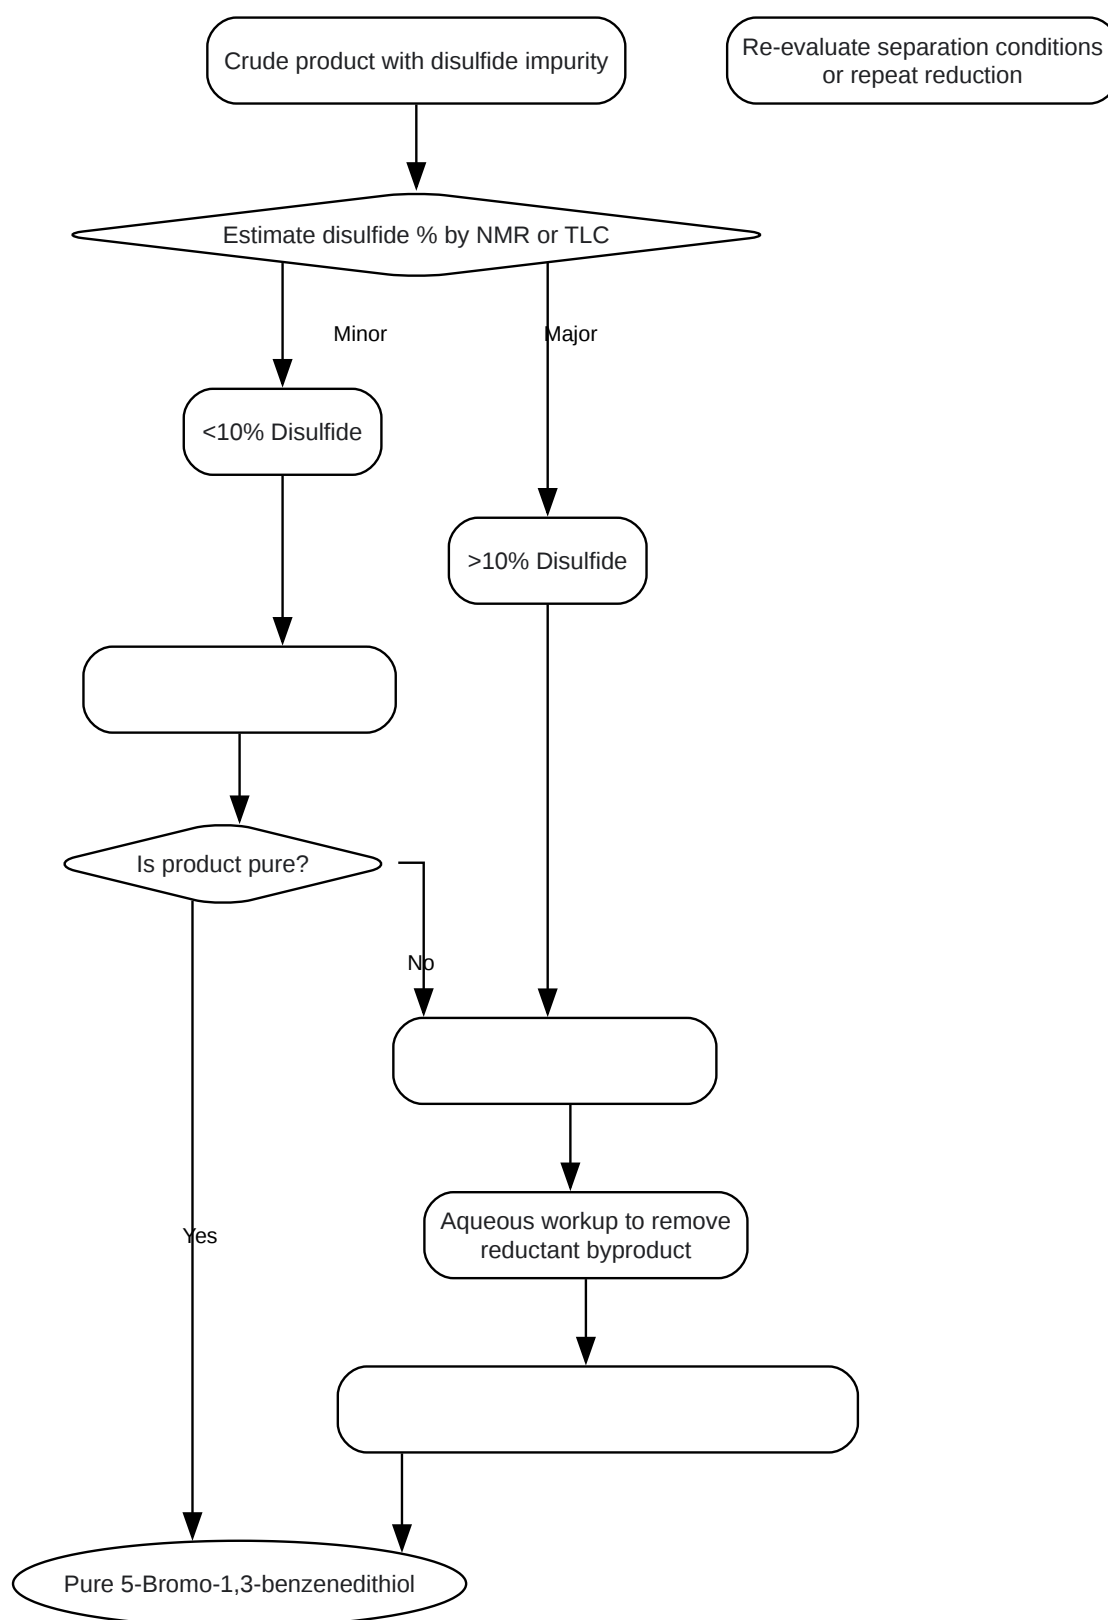 Crude product with disulfide impurity
Re-evaluate separation conditions
or repeat reduction
Estimate disulfide % by NMR or TLC
Minor
Major
<10% Disulfide
>10% Disulfide
Is product pure?
No
Aqueous workup to remove
reductant byproduct
Yes
Pure 5-Bromo-1,3-benzenedithiol